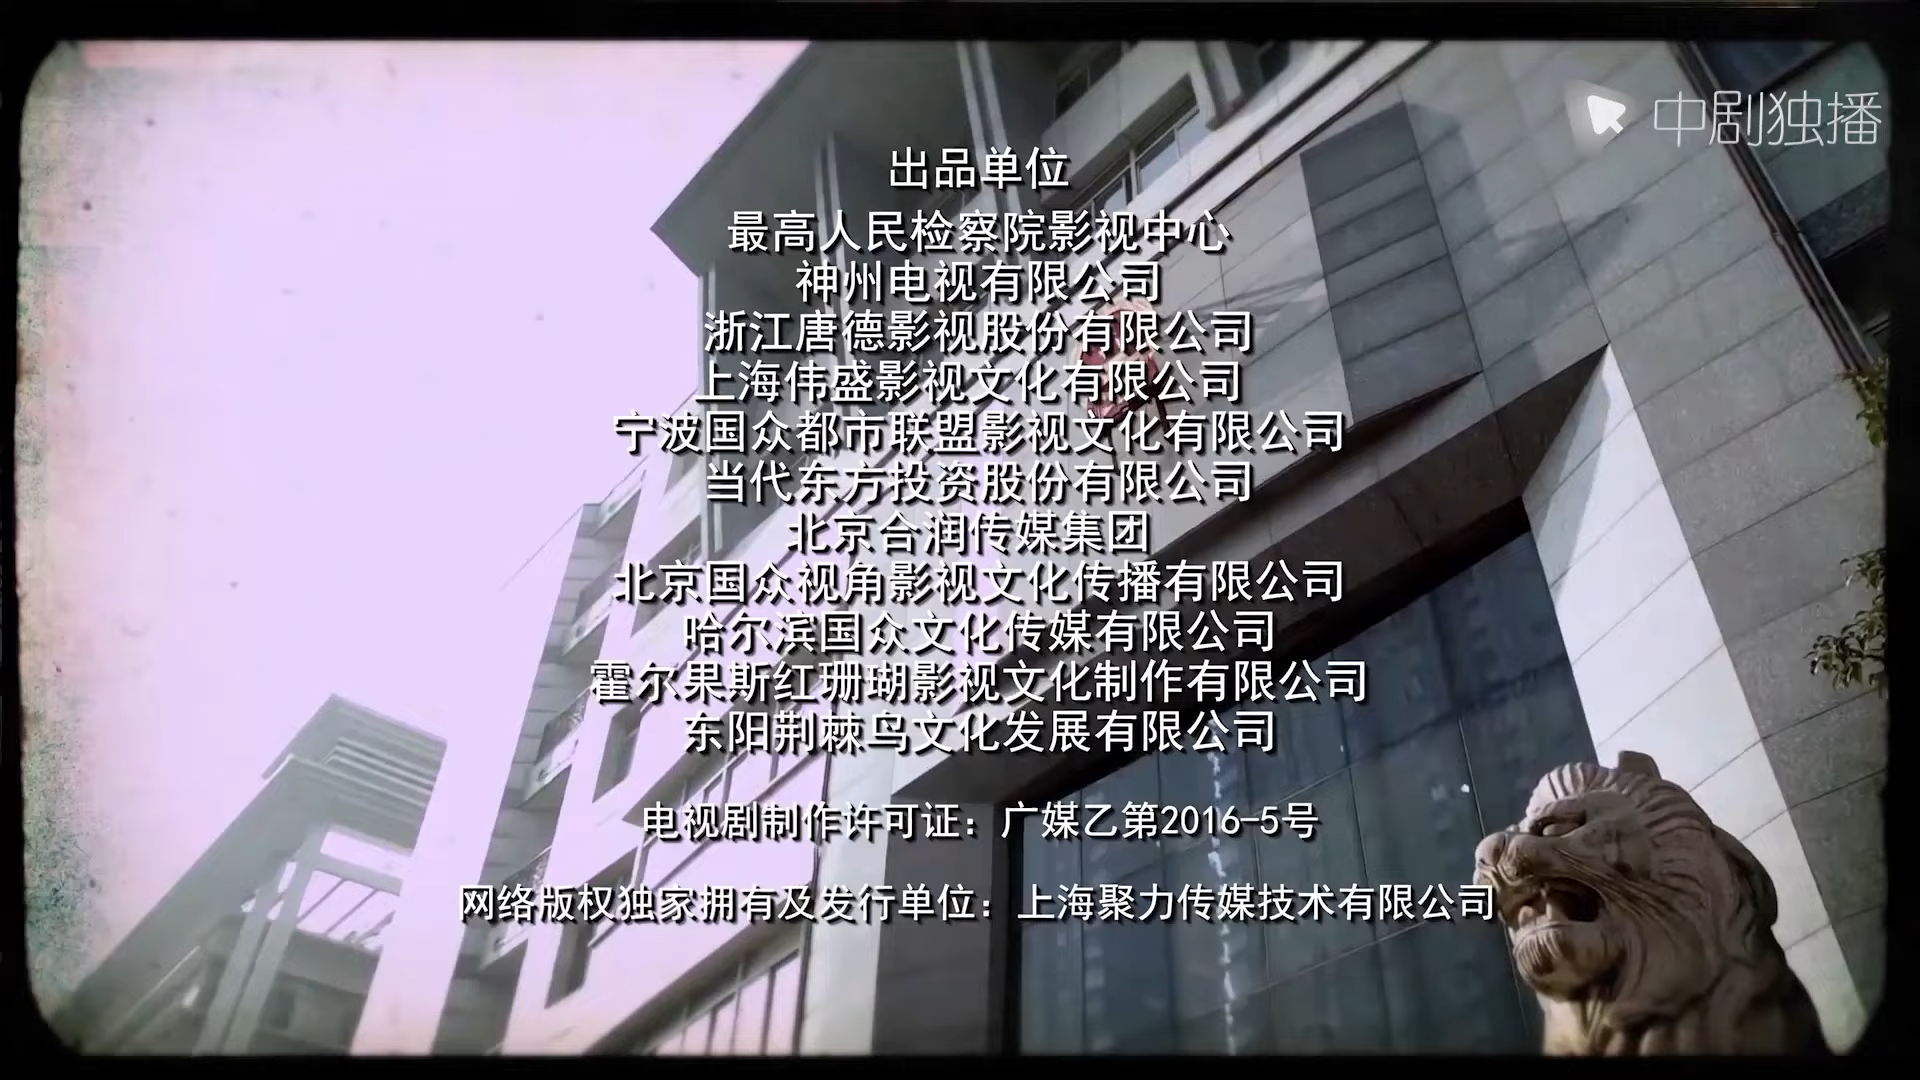 中剧独播
出品单位
最高人民检察院影视中心
神州电视有限公司
浙江唐德影视股份有限公司
上海伟盛影视文化有限公司
宁波国众都市联盟影视文化有限公司
当代东方投资股份有限公司
北京合润传媒集团
北京国众视角影视文化传播有限公司
哈尔滨国众文化传媒有限公司
霍尔果斯红珊瑚影视文化制作有限公司
东阳荆棘鸟文化发展有限公司
电视剧制作许可证：广媒乙第2016-5号
网络版权独家拥有及发行单位：上海聚力传媒技术有限公司